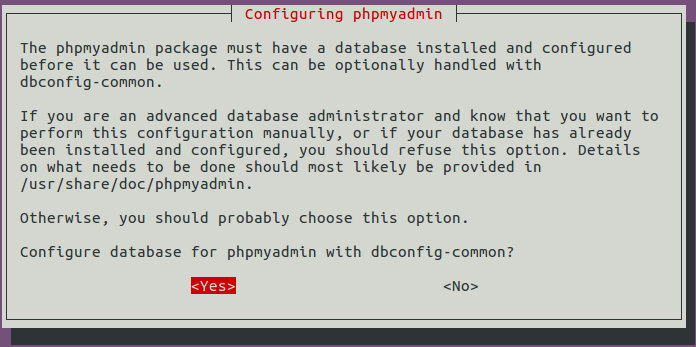 Configuring phpmyadmin
The phpmyadmin package must have a database installed and configured
before it can be used. This can be optionally handled with
dbconfig-common.
If you are an advanced database administrator and know that you want to
perform this configuration manually, or if your database has already
been installed and configured, you should refuse this option. Details
on what needs to be done should most likely be provided in
/usr/share/doc/phpmyadmin.
Otherwise, you should probably choose this option.
Configure database for phpmyadmin with dbconfig-common?
<Yes> <No>